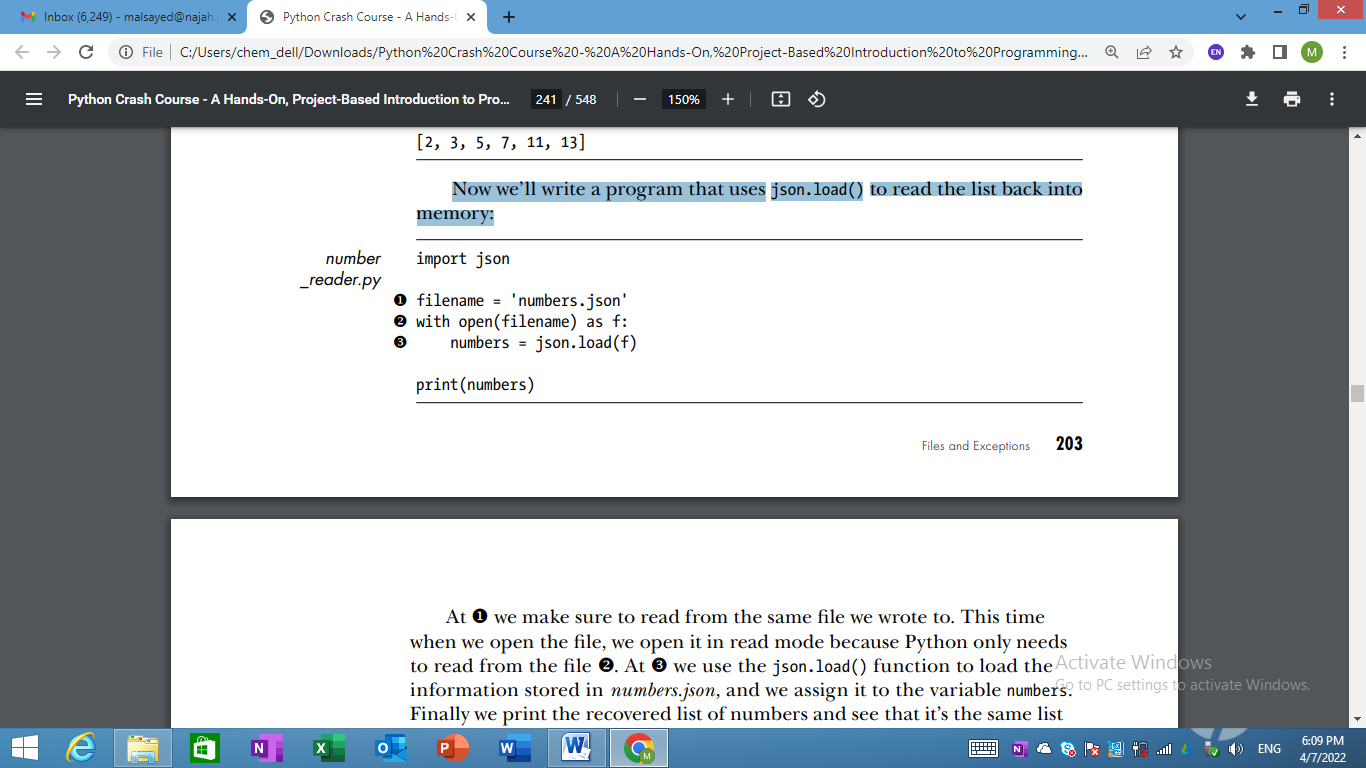 Inbox (6,249) - malsayed@najah.
Python Crash Course - A Hands-O
File
C:/Users/chem_dell/Downloads/Python%20Crash%20Course%20-%20A%20Hands-On,%20Project-Based%20Introduction%20to%20Programming...
EN
M
Python Crash Course - A Hands-On, Project-Based Introduction to Pro...
241 / 548
150%
[2, 3, 5, 7, 11, 13]
Now we’ll write a program that uses json.load() to read the list back into
memory:
number
_reader.py
import json
❶ filename = 'numbers.json'
❷ with open(filename) as f:
❸ numbers = json.load(f)
print(numbers)
Files and Exceptions 203
At ❶ we make sure to read from the same file we wrote to. This time
when we open the file, we open it in read mode because Python only needs
to read from the file ❷. At ❸ we use the json.load() function to load the
information stored in numbers.json, and we assign it to the variable numbers.
Finally we print the recovered list of numbers and see that it’s the same list
Activate Windows
Go to PC settings to activate Windows.
ENG
6:09 PM
4/7/2022